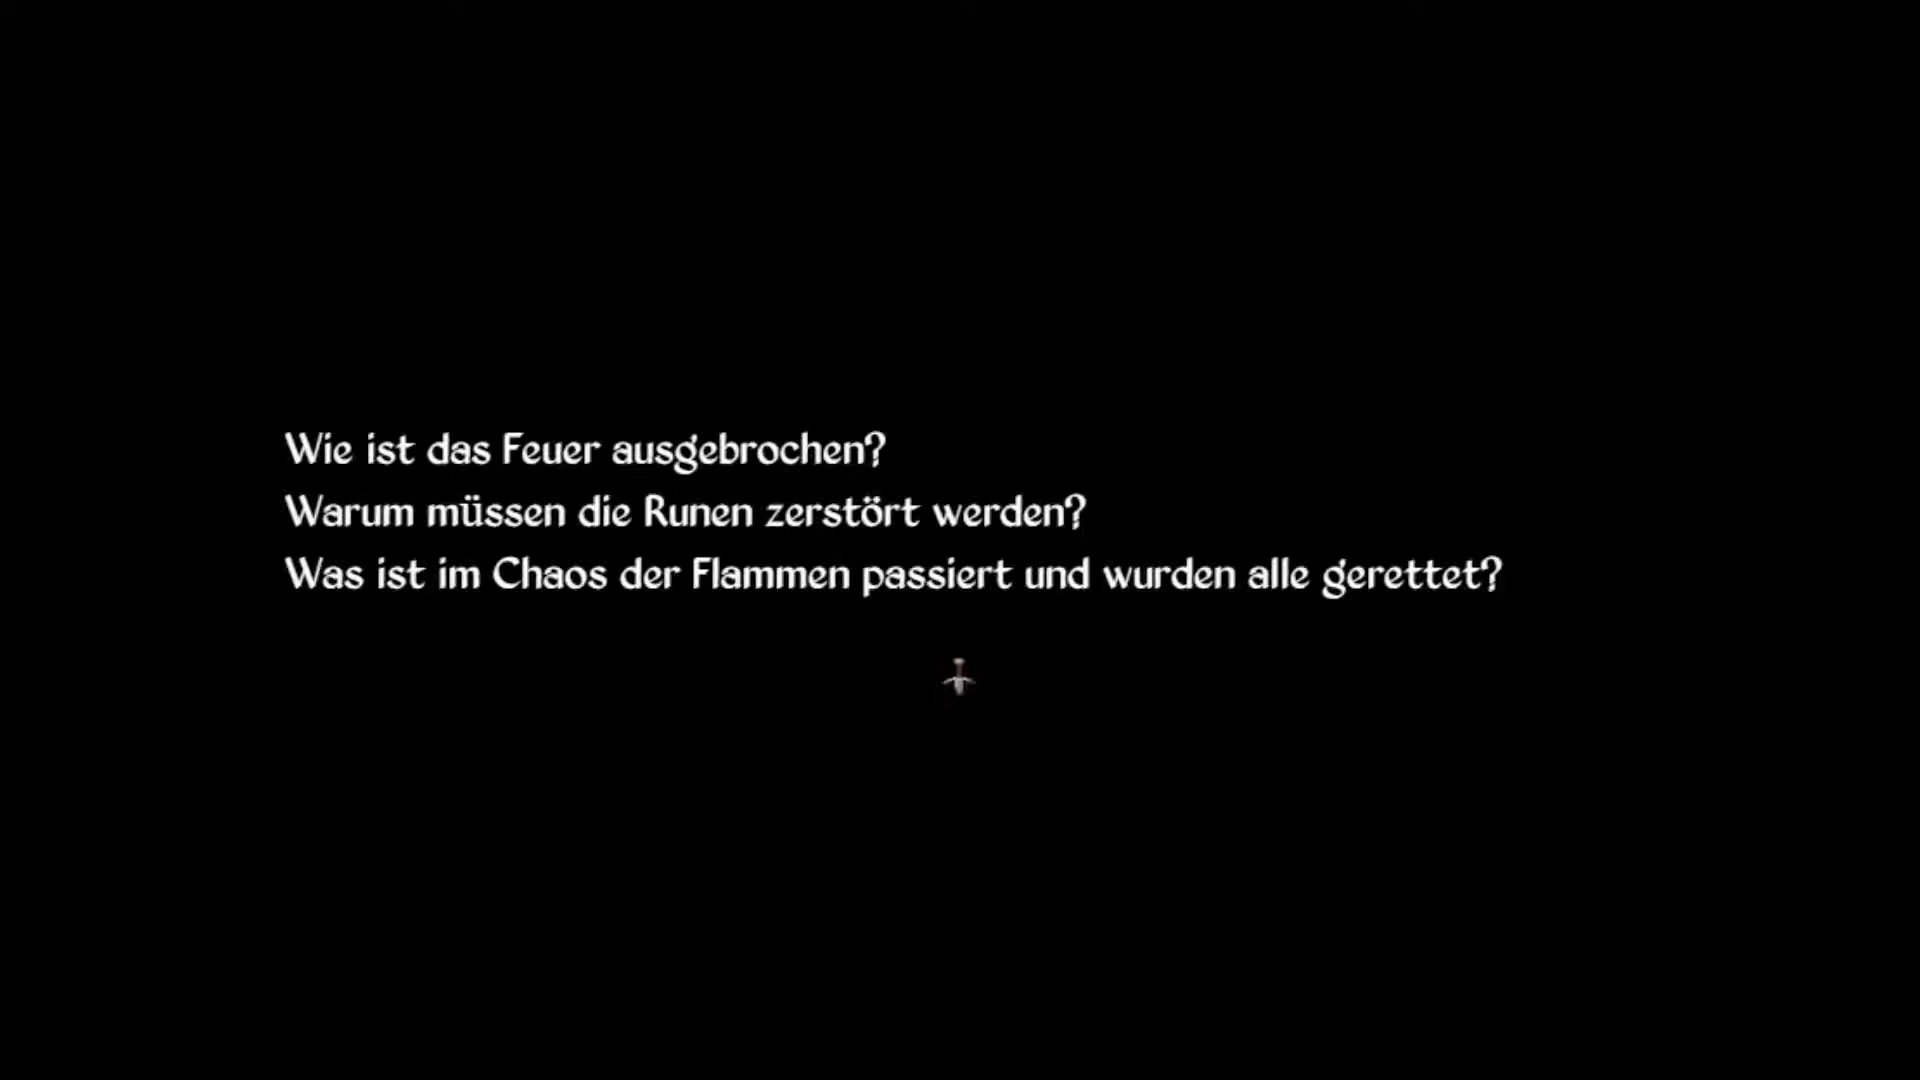 Wie ist das Feuer ausgebrochen?
Warum müssen die Runen zerstört werden?
Was ist im Chaos der Flammen passiert und wurden alle gerettet?